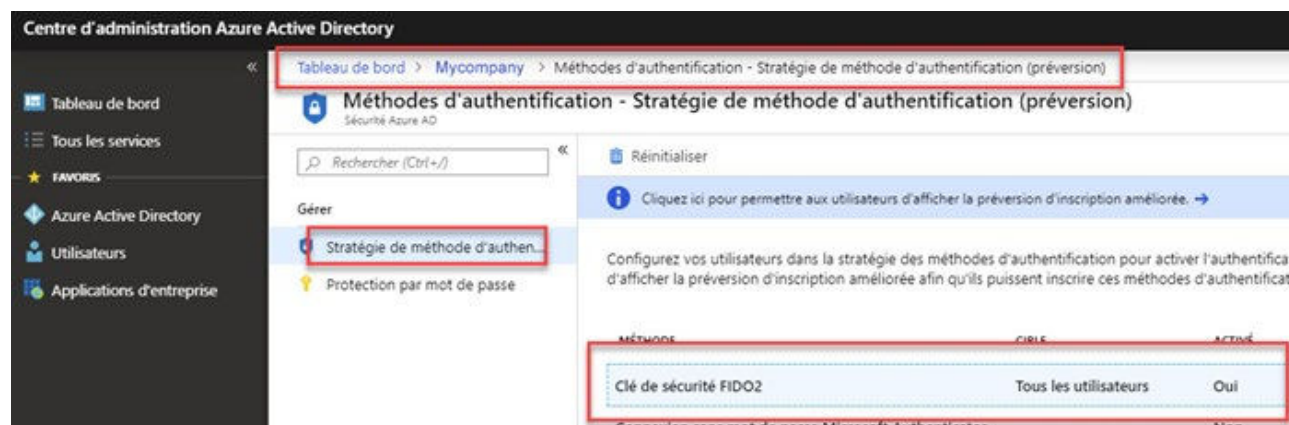 Centre d'administration Azure Active Directory
«
Tableau de bord > Mycompany > Méthodes d'authentification - Stratégie de méthode d'authentification (préversion)
Tableau de bord
Méthodes d'authentification - Stratégie de méthode d'authentification (préversion)
Sécurité Azure AD
Tous les services
Rechercher (Ctrl+/)
«
Réinitialiser
FAVORIS
Cliquez ici pour permettre aux utilisateurs d'afficher la préversion d'inscription améliorée. →
Gérer
Azure Active Directory
Stratégie de méthode d'authen...
Utilisateurs
Configurez vos utilisateurs dans la stratégie des méthodes d'authentification pour activer l'authentifica
d'afficher la préversion d'inscription améliorée afin qu'ils puissent inscrire ces méthodes d'authentificat
Protection par mot de passe
Applications d'entreprise
MÉTHODE CIBLE ACTIVÉ
Clé de sécurité FIDO2 Tous les utilisateurs Oui